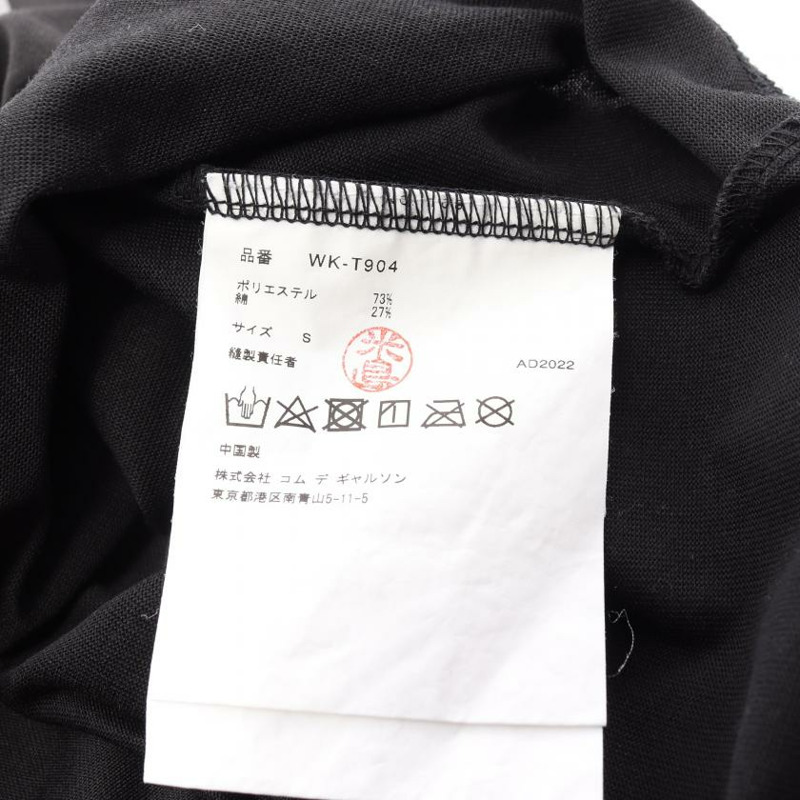 品番 WK-T904
ポリエステル 73%
綿 27%
サイズ S
縫製責任者 米員 AD2022
中国製
株式会社 コム デ ギャルソン
東京都港区南青山5-11-5